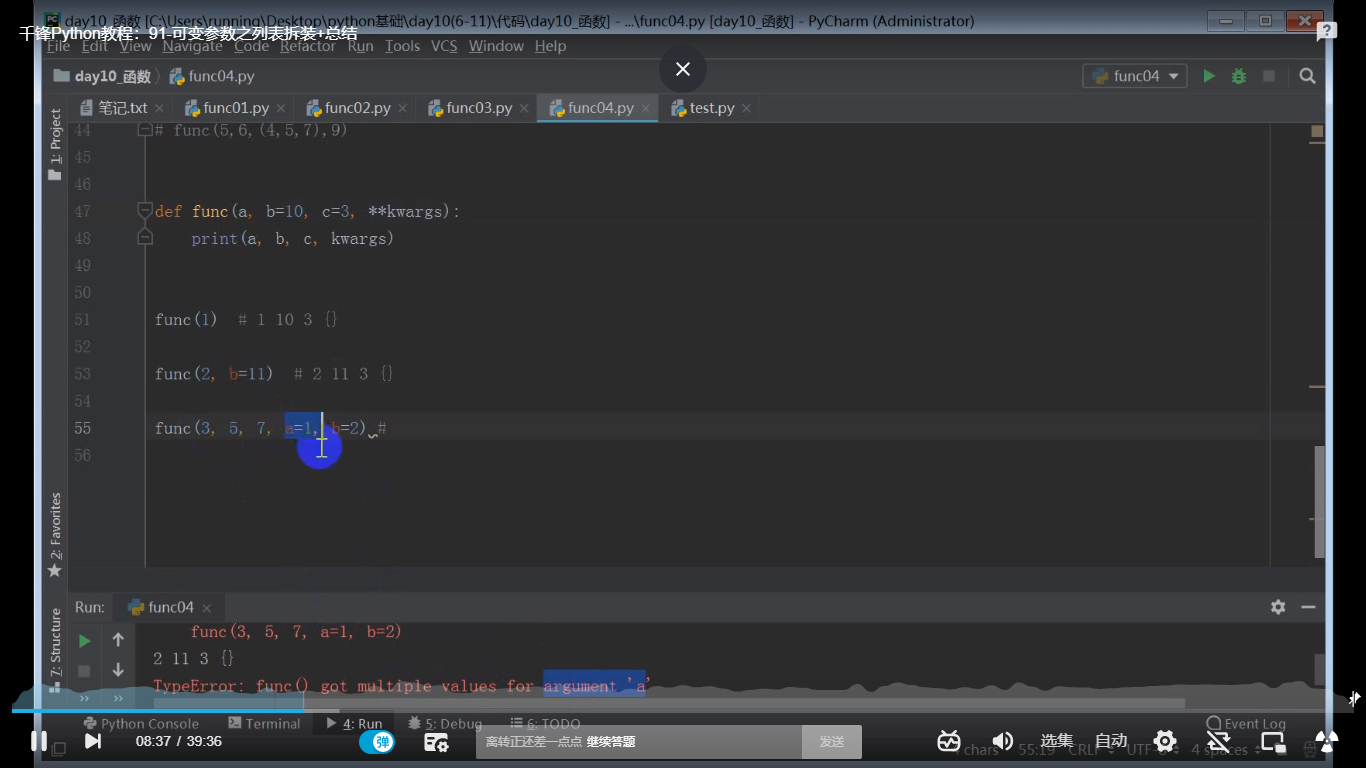 day10_函数 [C:\Users\running\Desktop\python基础\day10(6-11)\代码\day10_函数] - ...\func04.py [day10_函数] - PyCharm (Administrator)
千锋Python教程：91-可变参数之列表拆装+总结
File Edit View Navigate Code Refactor Run Tools VCS Window Help
day10_函数 func04.py
func04
笔记.txt func01.py func02.py func03.py func04.py test.py
1: Project
44 # func(5,6,(4,5,7),9)
45
46
47 def func(a, b=10, c=3, **kwargs):
48 print(a, b, c, kwargs)
49
50
51 func(1) # 1 10 3 {}
52
53 func(2, b=11) # 2 11 3 {}
54
55 func(3, 5, 7, a=1, b=2) #
56
2: Favorites
7: Structure
Run: func04
func(3, 5, 7, a=1, b=2)
2 11 3 {}
TypeError: func() got multiple values for argument 'a'
Python Console Terminal 4: Run 5: Debug 6: TODO Event Log
08:37 / 39:36
弹
离转正还差一点点 继续答题
发送
选集
自动
chars 55:19 CRLF UTF-8 4 spaces